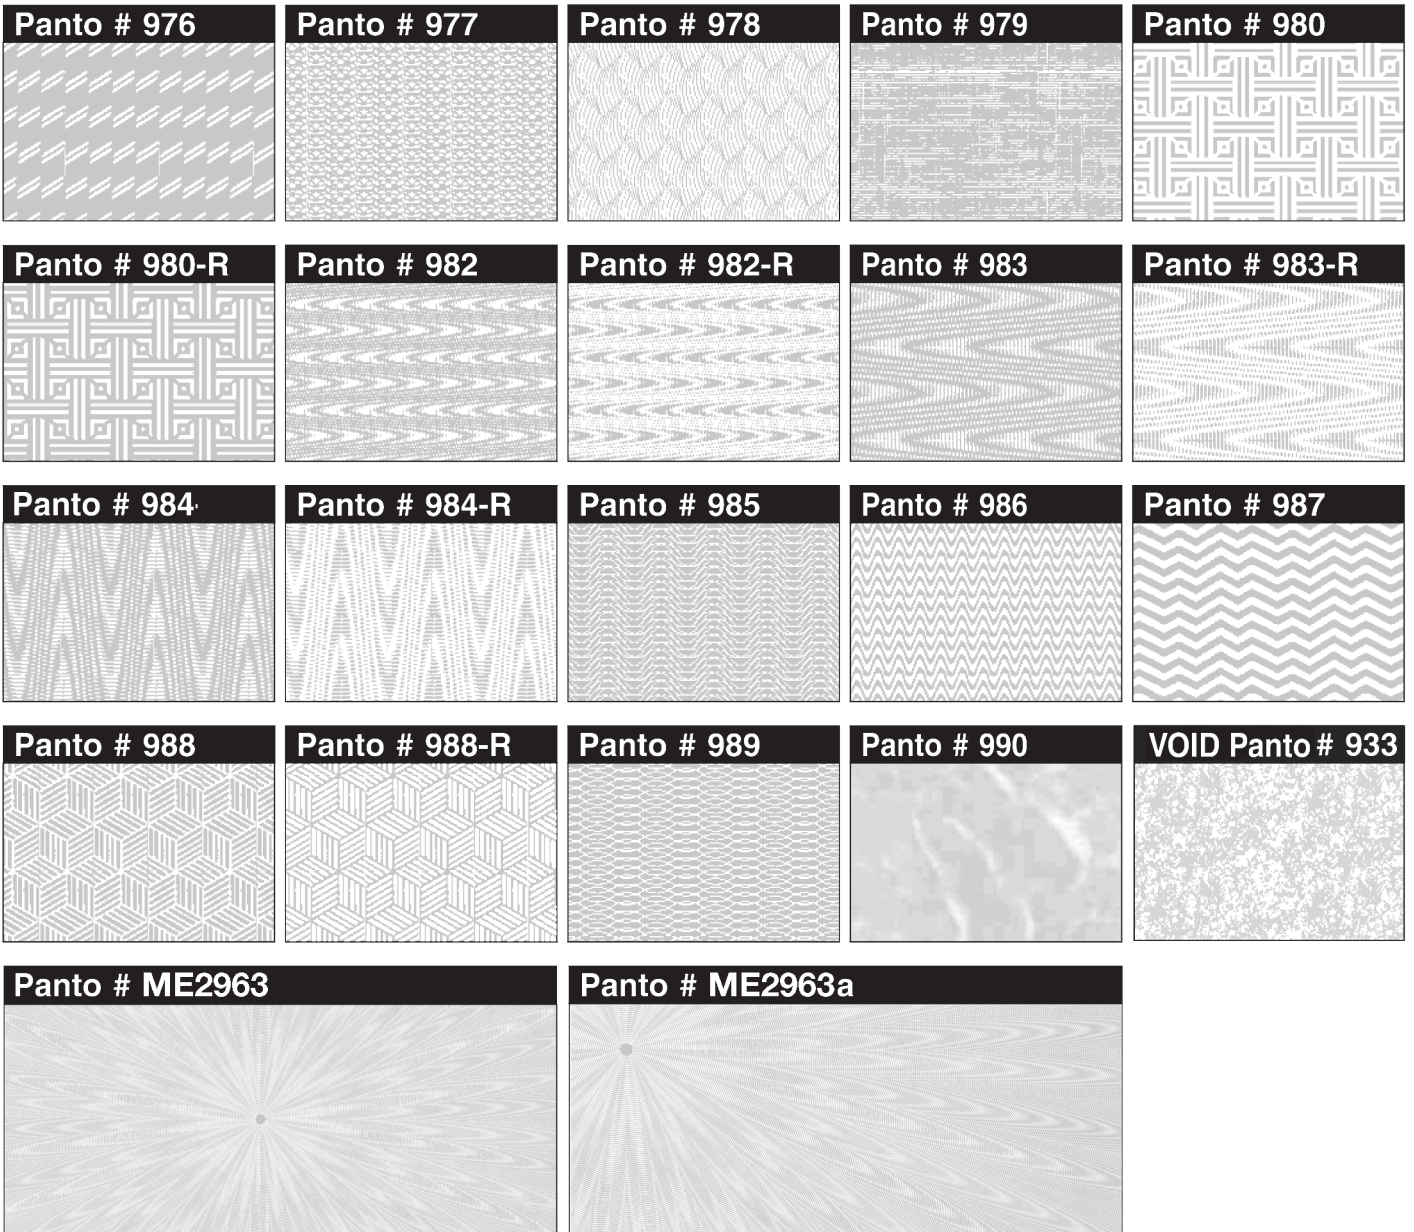 Panto # 976
Panto # 977
Panto # 978
Panto # 979
Panto # 980
Panto # 980-R
Panto # 982
Panto # 982-R
Panto # 983
Panto # 983-R
Panto # 984
Panto # 984-R
Panto # 985
Panto # 986
Panto # 987
Panto # 988
Panto # 988-R
Panto # 989
Panto # 990
VOID Panto # 933
Panto # ME2963
Panto # ME2963a